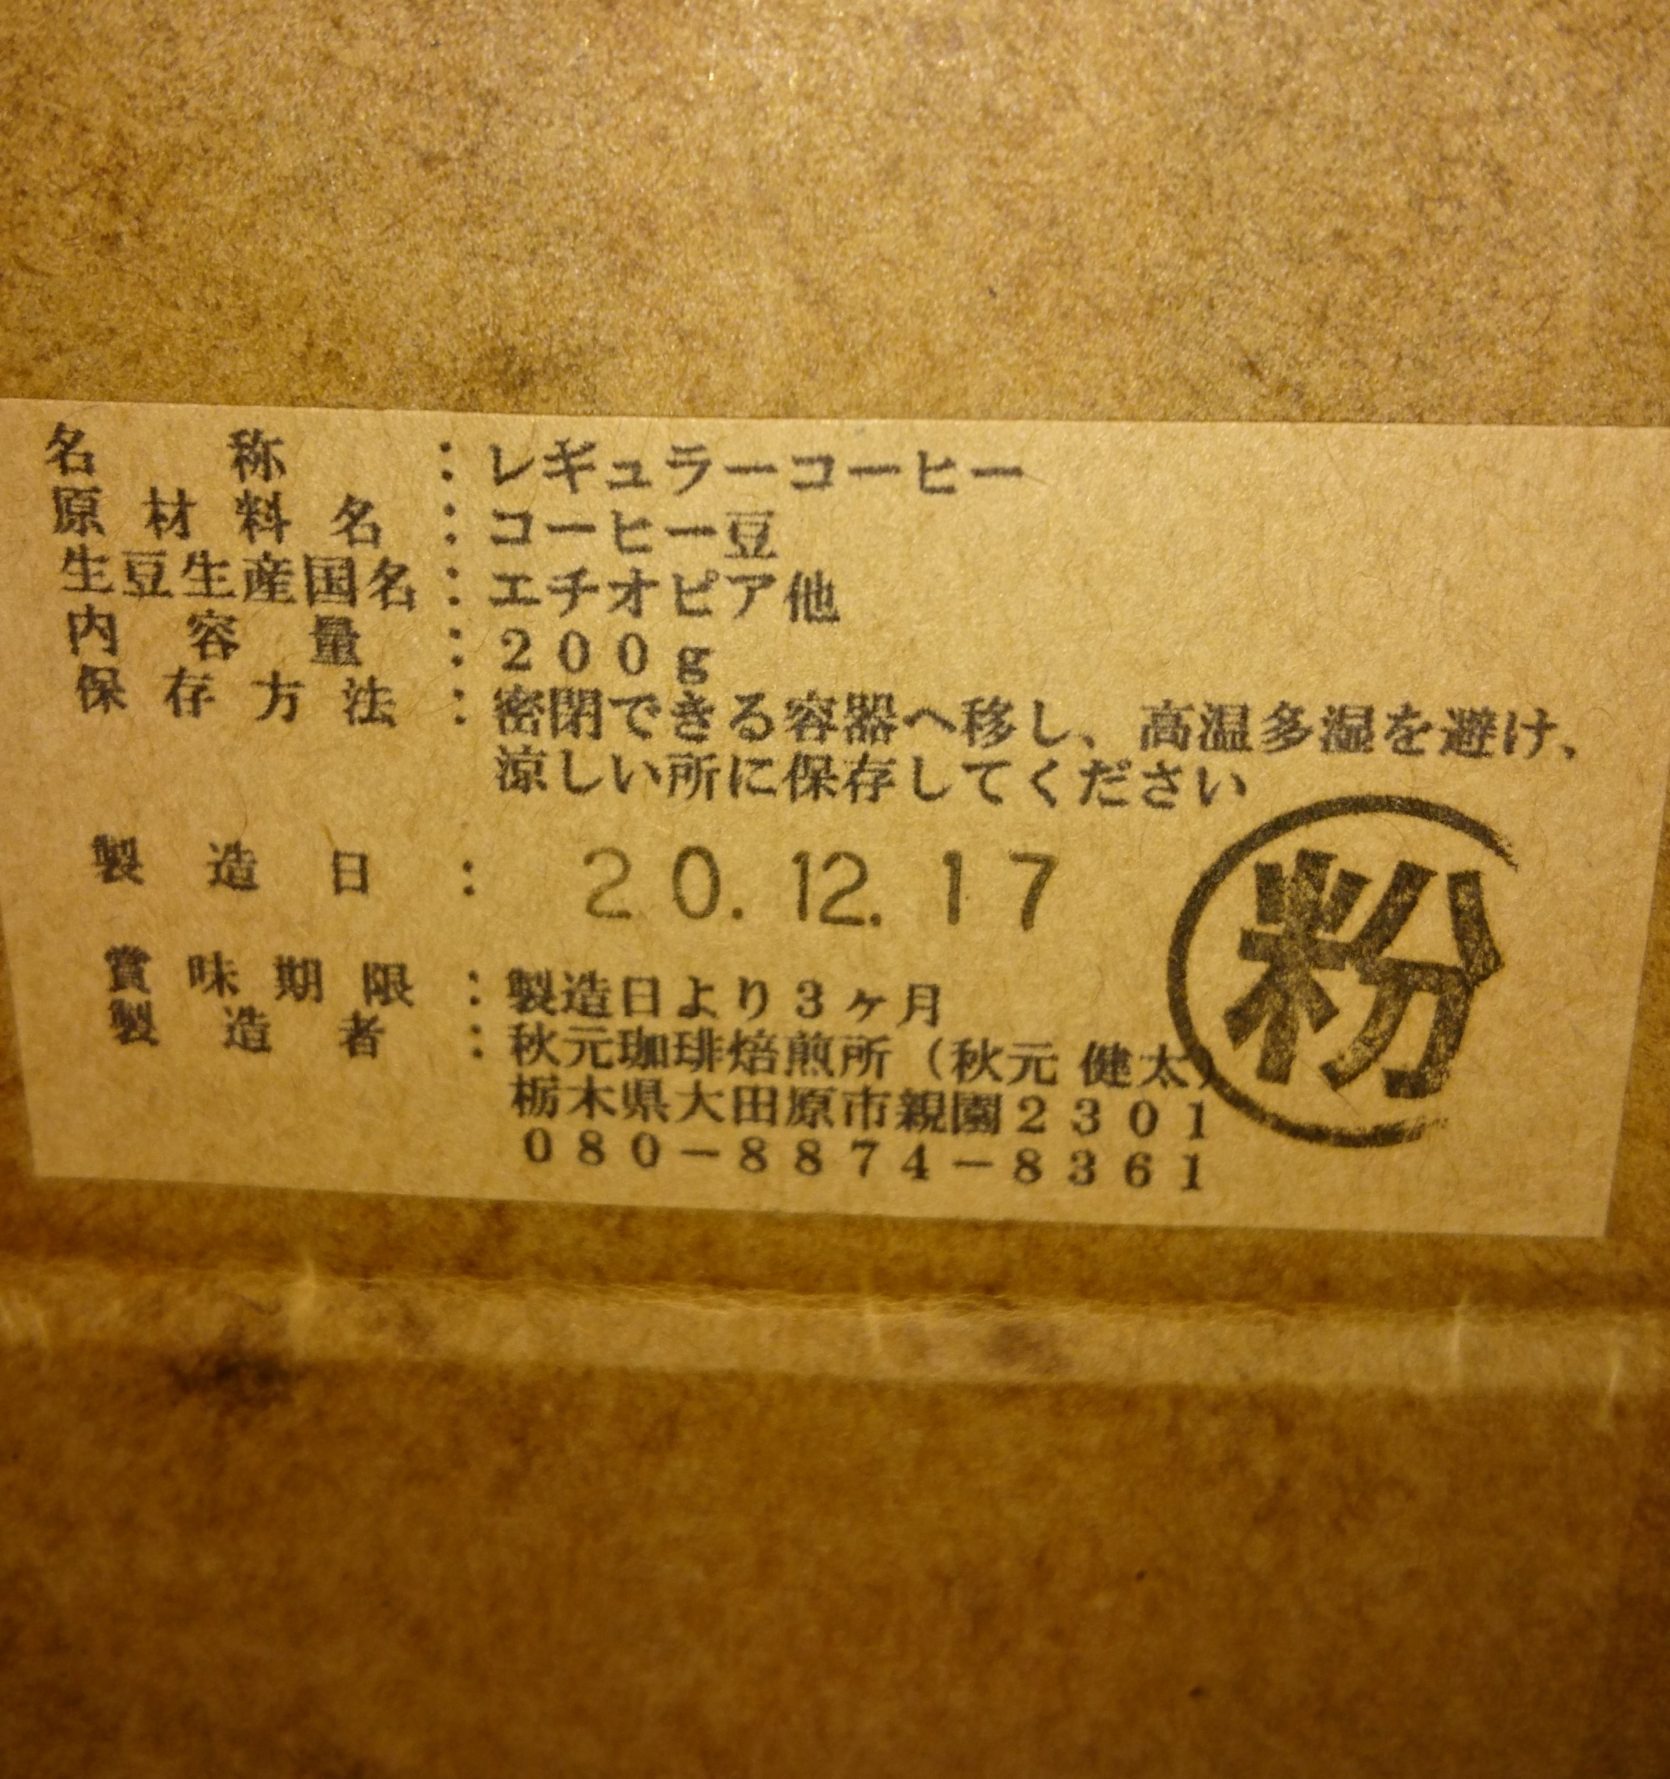 名称：レギュラーコーヒー
原材料名：コーヒー豆
生豆生産国名：エチオピア他
内容量：200g
保存方法：密閉できる容器へ移し、高温多湿を避け、
涼しい所に保存してください
製造日：20.12.17
粉
賞味期限：製造日より3ヶ月
製造者：秋元珈琲焙煎所（秋元 健太）
栃木県大田原市親園2301
080-8874-8361